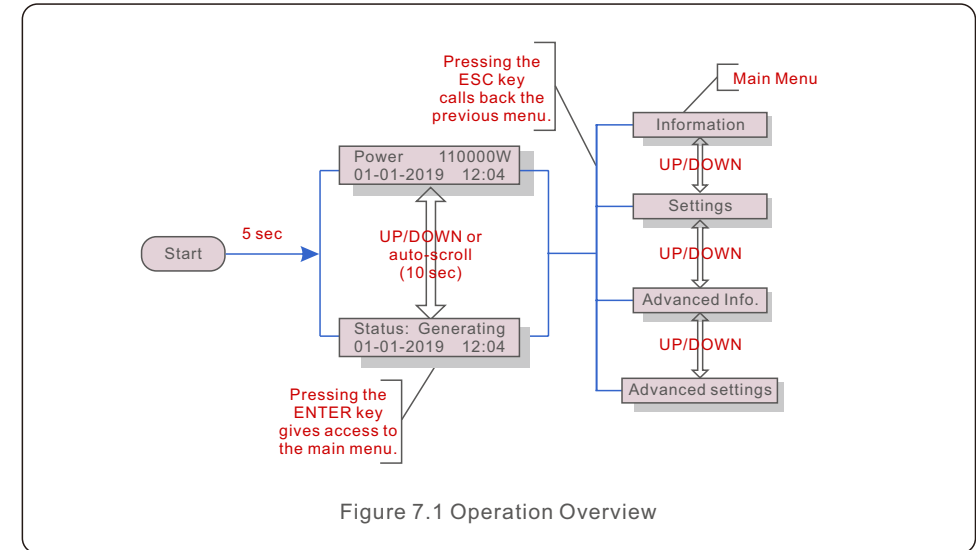 Pressing the
ESC key
calls back the
previous menu.
Main Menu
Information
UP/DOWN
Settings
UP/DOWN
Advanced Info.
UP/DOWN
Advanced settings
Power 110000W
01-01-2019 12:04
Start
5 sec
UP/DOWN or
auto-scroll
(10 sec)
Status: Generating
01-01-2019 12:04
Pressing the
ENTER key
gives access to
the main menu.
Figure 7.1 Operation Overview